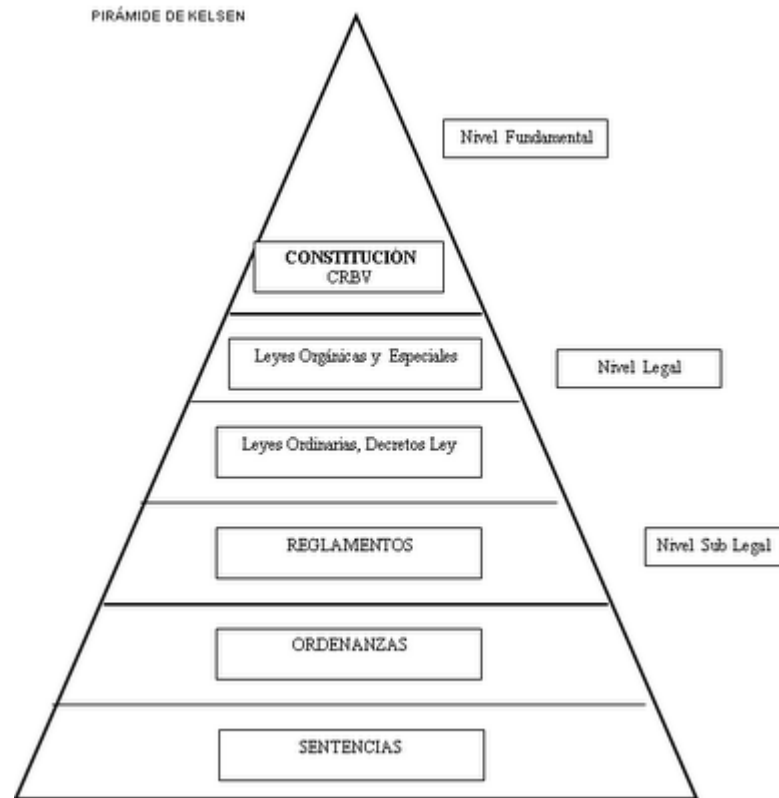 PIRÁMIDE DE KELSEN
Nivel Fundamental
CONSTITUCIÓN
CRBV
Leyes Orgánicas y Especiales
Nivel Legal
Leyes Ordinarias, Decretos Ley
REGLAMENTOS
Nivel Sub Legal
ORDENANZAS
SENTENCIAS